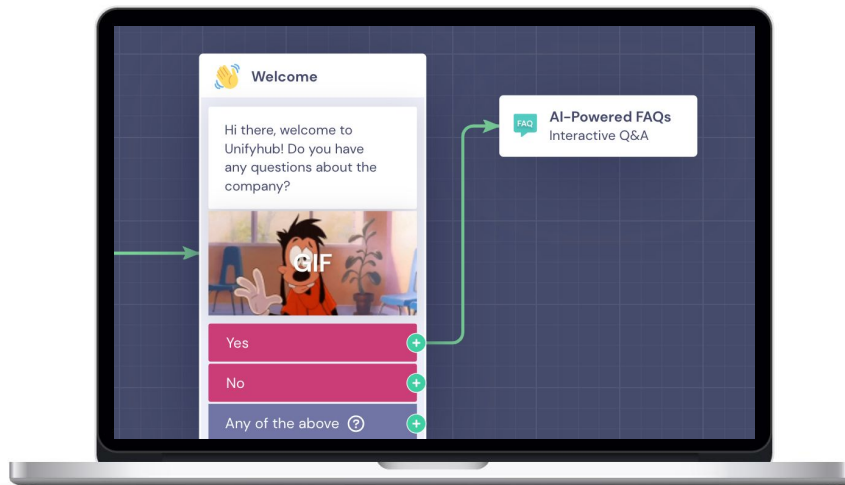 Welcome
Hi there, welcome to
Unifyhub! Do you have
any questions about the
company?
GIF
Yes
No
Any of the above ?
FAQ
AI-Powered FAQs
Interactive Q&A